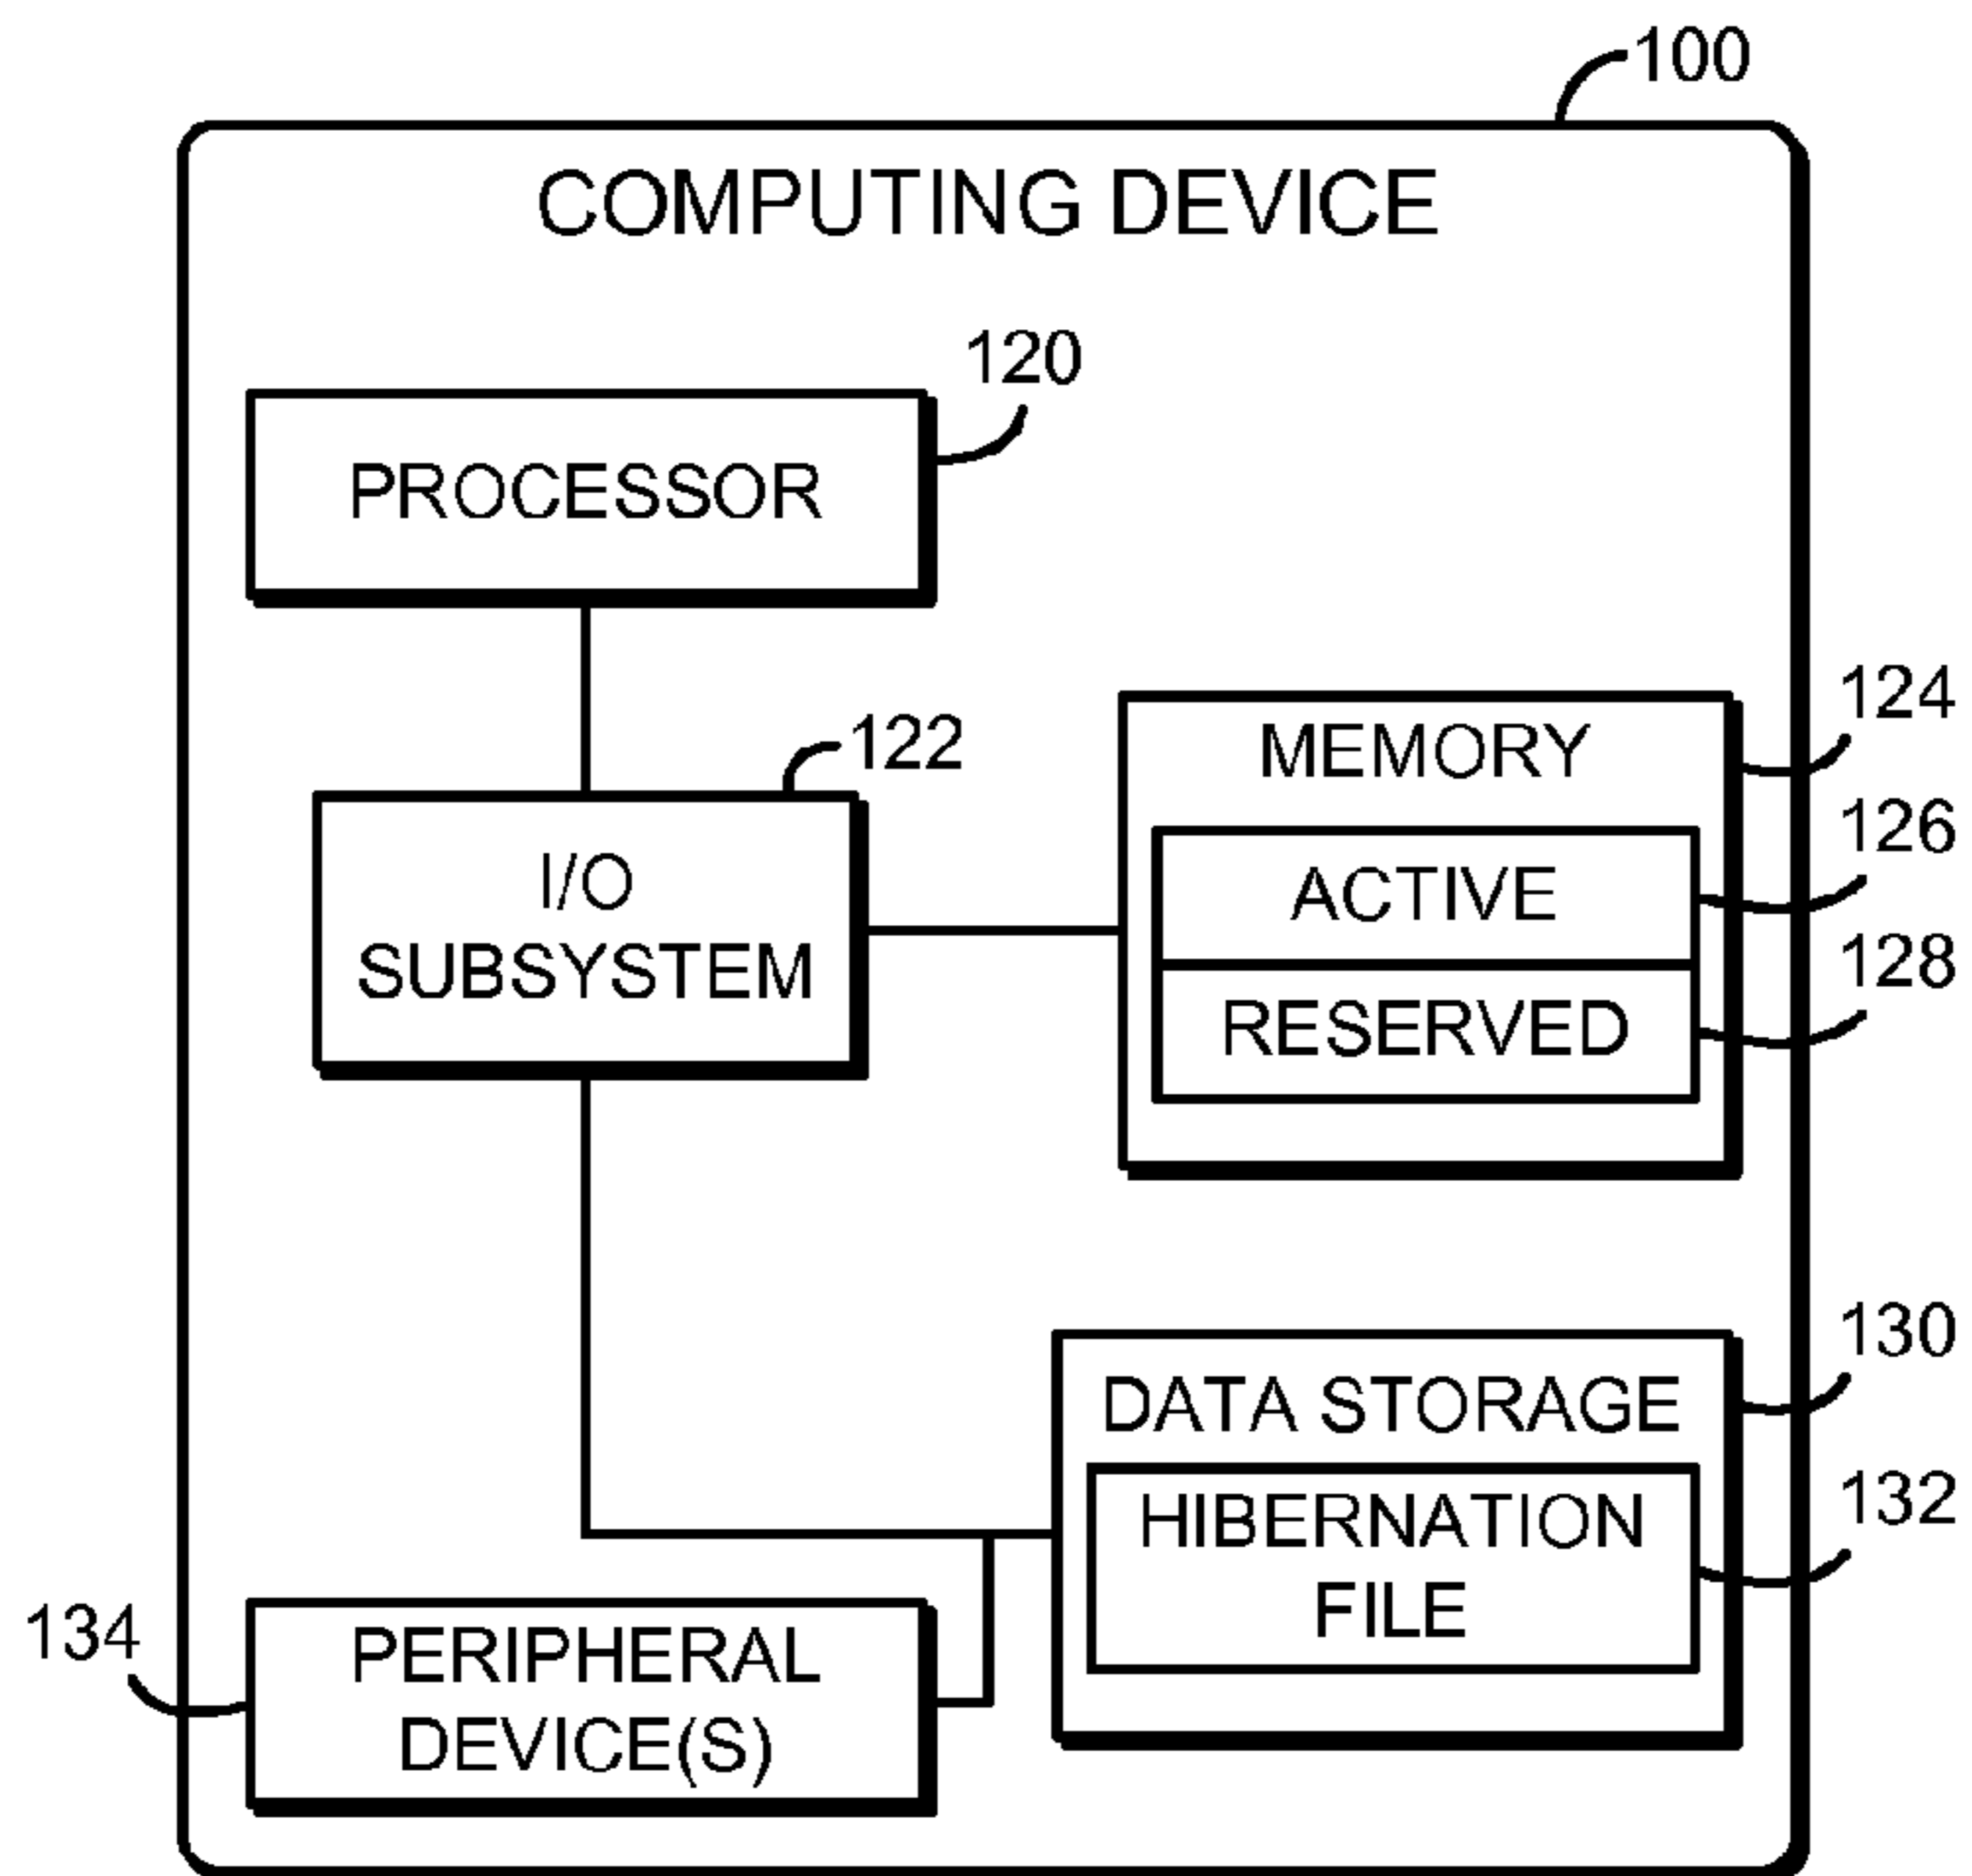 100
COMPUTING DEVICE
120
PROCESSOR
122
I/O
SUBSYSTEM
124
MEMORY
126
ACTIVE
128
RESERVED
130
DATA STORAGE
132
HIBERNATION
FILE
134
PERIPHERAL
DEVICE(S)